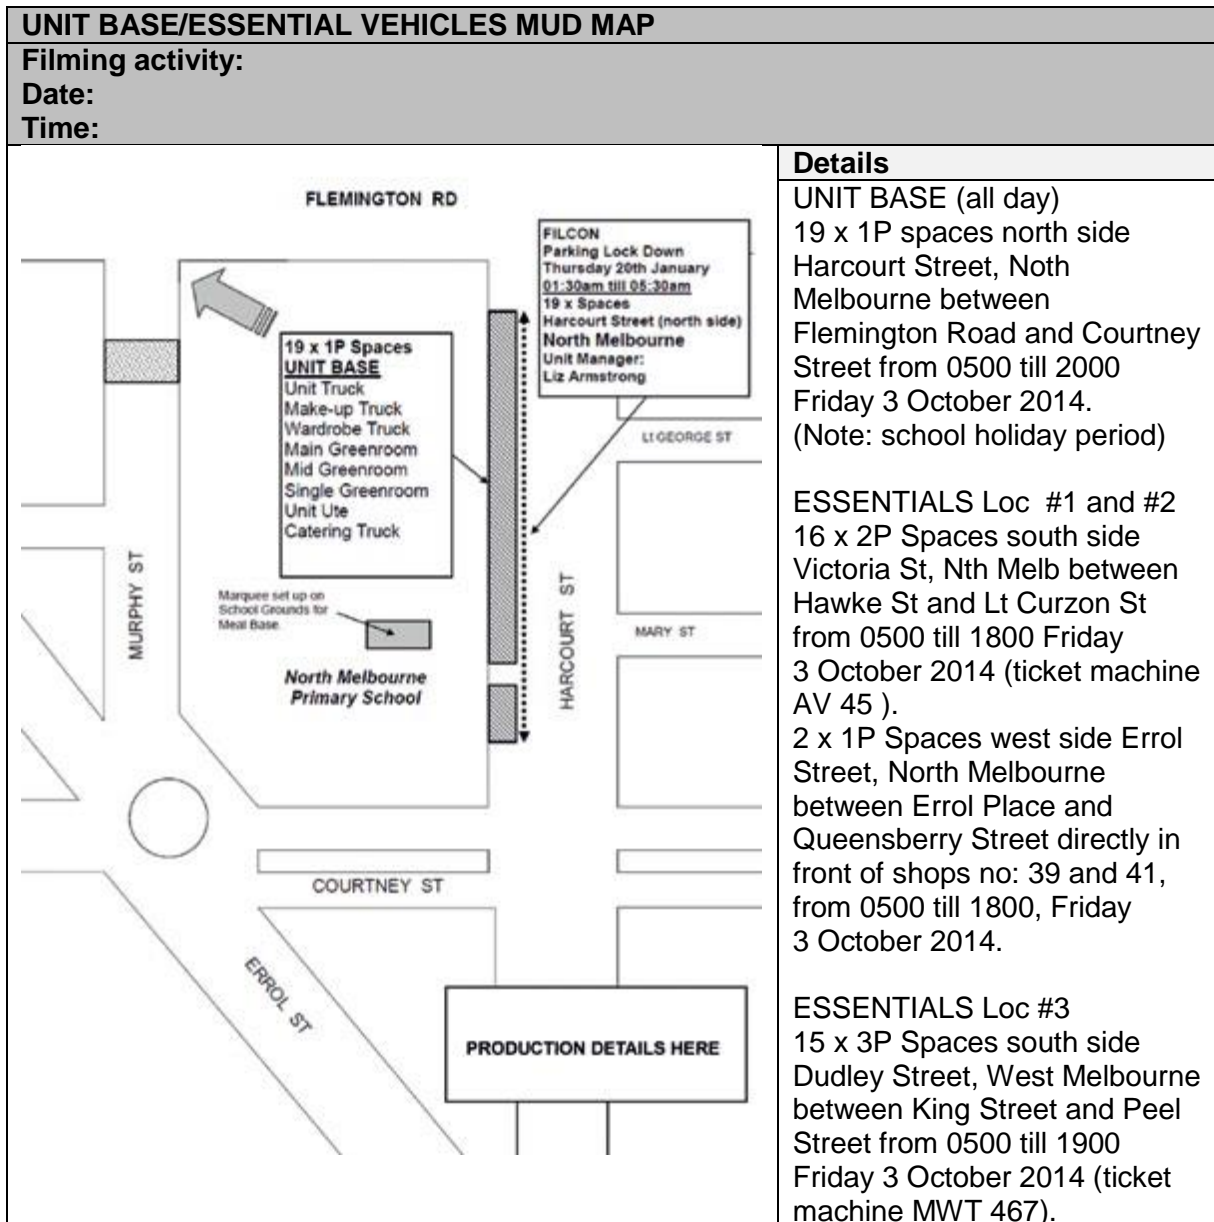 UNIT BASE/ESSENTIAL VEHICLES MUD MAP
Filming activity:
Date:
Time:
FLEMINGTON RD
FILCON
Parking Lock Down
Thursday 20th January
01:30am till 05:30am
19 x Spaces
Harcourt Street (north side)
North Melbourne
Unit Manager:
Liz Armstrong
19 x 1P Spaces
UNIT BASE
Unit Truck
Make-up Truck
Wardrobe Truck
Main Greenroom
Mid Greenroom
Single Greenroom
Unit Ute
Catering Truck
Lt GEORGE ST
MURPHY ST
Marquee set up on
School Grounds for
Meal Base.
HARCOURT ST
MARY ST
North Melbourne
Primary School
COURTNEY ST
ERROL ST
PRODUCTION DETAILS HERE
Details
UNIT BASE (all day)
19 x 1P spaces north side
Harcourt Street, Noth
Melbourne between
Flemington Road and Courtney
Street from 0500 till 2000
Friday 3 October 2014.
(Note: school holiday period)
ESSENTIALS Loc #1 and #2
16 x 2P Spaces south side
Victoria St, Nth Melb between
Hawke St and Lt Curzon St
from 0500 till 1800 Friday
3 October 2014 (ticket machine
AV 45 ).
2 x 1P Spaces west side Errol
Street, North Melbourne
between Errol Place and
Queensberry Street directly in
front of shops no: 39 and 41,
from 0500 till 1800, Friday
3 October 2014.
ESSENTIALS Loc #3
15 x 3P Spaces south side
Dudley Street, West Melbourne
between King Street and Peel
Street from 0500 till 1900
Friday 3 October 2014 (ticket
machine MWT 467).